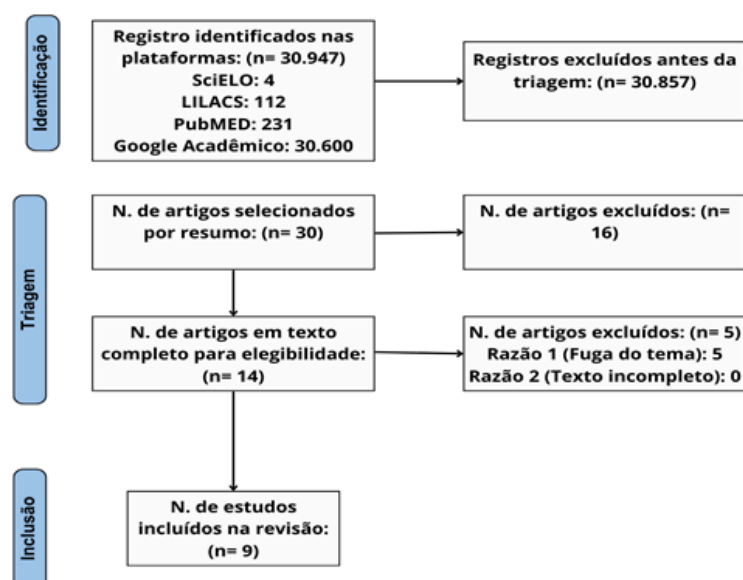 Identificação
Registro identificados nas
plataformas: (n= 30.947)
SciELO: 4
LILACS: 112
PubMED: 231
Google Acadêmico: 30.600
Registros excluídos antes da
triagem: (n= 30.857)
Triagem
N. de artigos selecionados
por resumo: (n= 30)
N. de artigos excluídos: (n=
16)
N. de artigos em texto
completo para elegibilidade:
(n= 14)
N. de artigos excluídos: (n= 5)
Razão 1 (Fuga do tema): 5
Razão 2 (Texto incompleto): 0
Inclusão
N. de estudos
incluídos na revisão:
(n= 9)